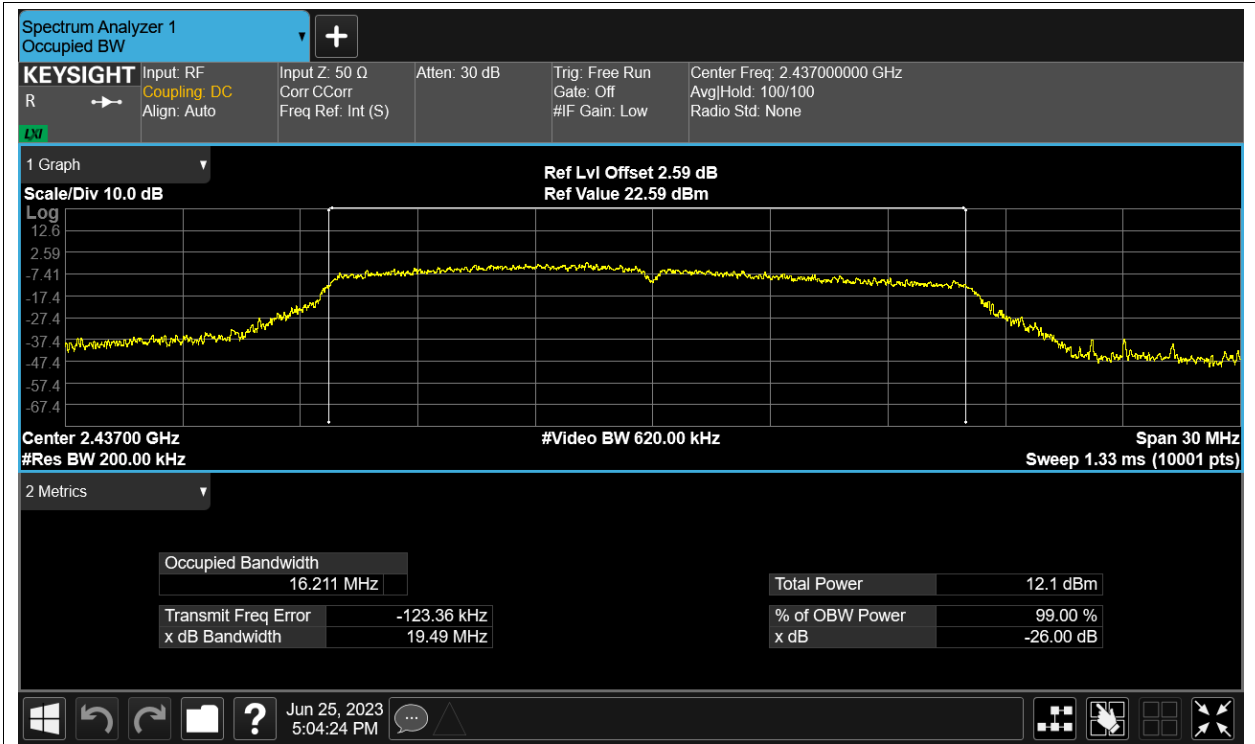 Spectrum Analyzer 1
Occupied BW
KEYSIGHT
R
LXI
Input: RF
Coupling: DC
Align: Auto
Input Z: 50 Ω
Corr CCorr
Freq Ref: Int (S)
Atten: 30 dB
Trig: Free Run
Gate: Off
#IF Gain: Low
Center Freq: 2.437000000 GHz
Avg|Hold: 100/100
Radio Std: None
1 Graph
Scale/Div 10.0 dB
Ref Lvl Offset 2.59 dB
Ref Value 22.59 dBm
Log
12.6
2.59
-7.41
-17.4
-27.4
-37.4
-47.4
-57.4
-67.4
Center 2.43700 GHz
#Video BW 620.00 kHz
Span 30 MHz
#Res BW 200.00 kHz
Sweep 1.33 ms (10001 pts)
2 Metrics
Occupied Bandwidth
16.211 MHz
Total Power 12.1 dBm
Transmit Freq Error -123.36 kHz
% of OBW Power 99.00 %
x dB Bandwidth 19.49 MHz
x dB -26.00 dB
?
Jun 25, 2023
5:04:24 PM